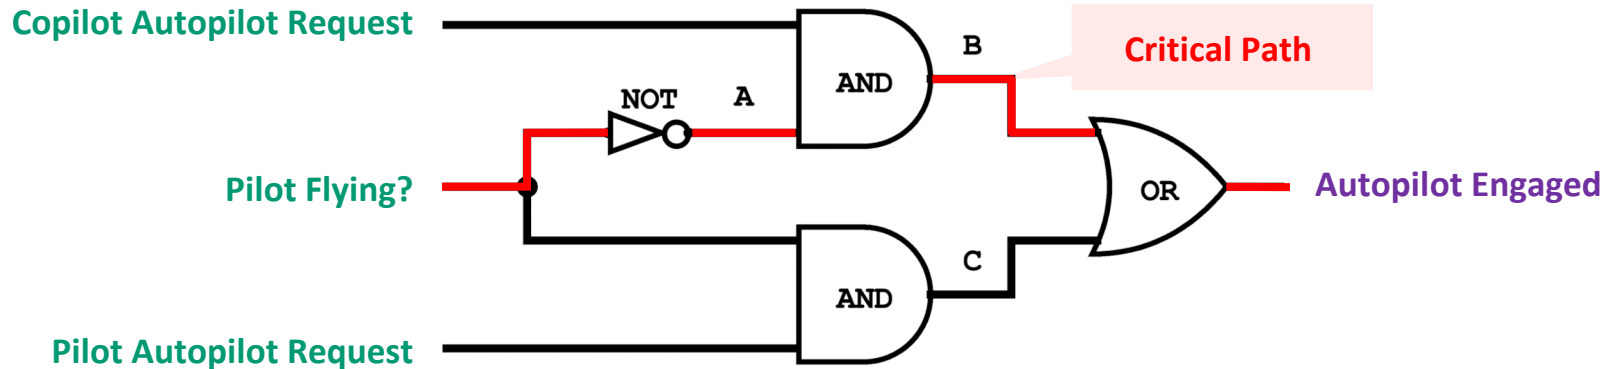 Copilot Autopilot Request
B
Critical Path
AND
NOT
A
Pilot Flying?
OR
Autopilot Engaged
C
AND
Pilot Autopilot Request